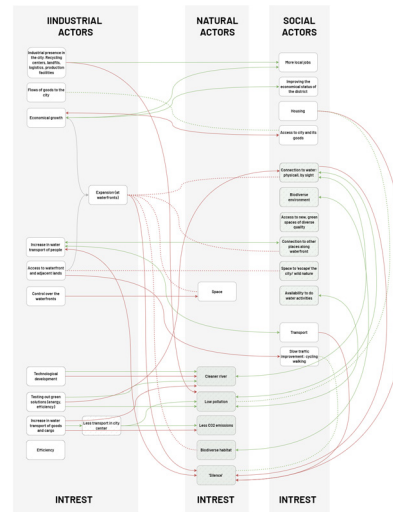 IINDUSTRIAL
ACTORS
NATURAL
ACTORS
SOCIAL
ACTORS
Industrial presence in
the city: Recycling
centers, landfills,
logistics, production
facilities
Flows of goods to the
city
Economical growth
Expansion(at
waterfronts)
Increase in water
transport of people
Access to waterfront
and adjacent lands
Control over the
waterfronts
Technological
development
Testing out green
solutions (energy,
efficiency)
Increase in water
transport of goods
and cargo
Less transport in city
center
Efficiency
Space
Cleaner river
Low pollution
Less CO2 emissions
Biodiverse habitat
'Silence'
More local jobs
Improving the
economical status of
the district
Housing
Access to city and its
goods
Connection to water:
physicall, by sight
Biodiverse
environment
Access to new, green
spaces of diverse
quality
Connection to other
places along
waterfront
Space to 'escape the
city'/ wild nature
Availability to do
water activities
Transport
Slow traffic
improvement : cycling
walking
INTREST
INTREST
INTREST